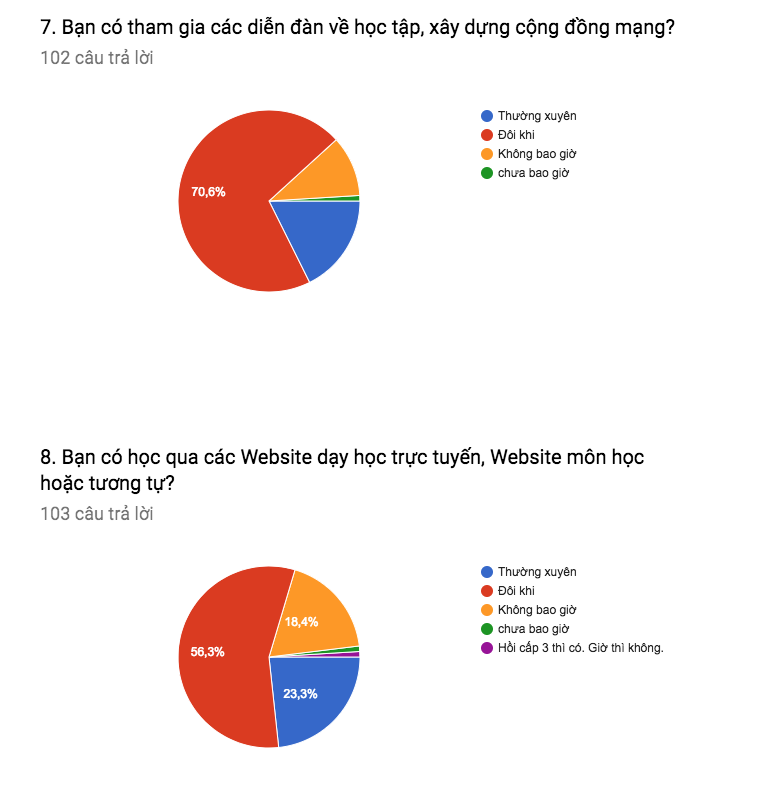 7. Bạn có tham gia các diễn đàn về học tập, xây dựng cộng đồng mạng?
102 câu trả lời
Thường xuyên
Đôi khi
Không bao giờ
chưa bao giờ
70,6%
8. Bạn có học qua các Website dạy học trực tuyến, Website môn học
hoặc tương tự?
103 câu trả lời
Thường xuyên
Đôi khi
Không bao giờ
chưa bao giờ
Hồi cấp 3 thì có. Giờ thì không.
18,4%
56,3%
23,3%